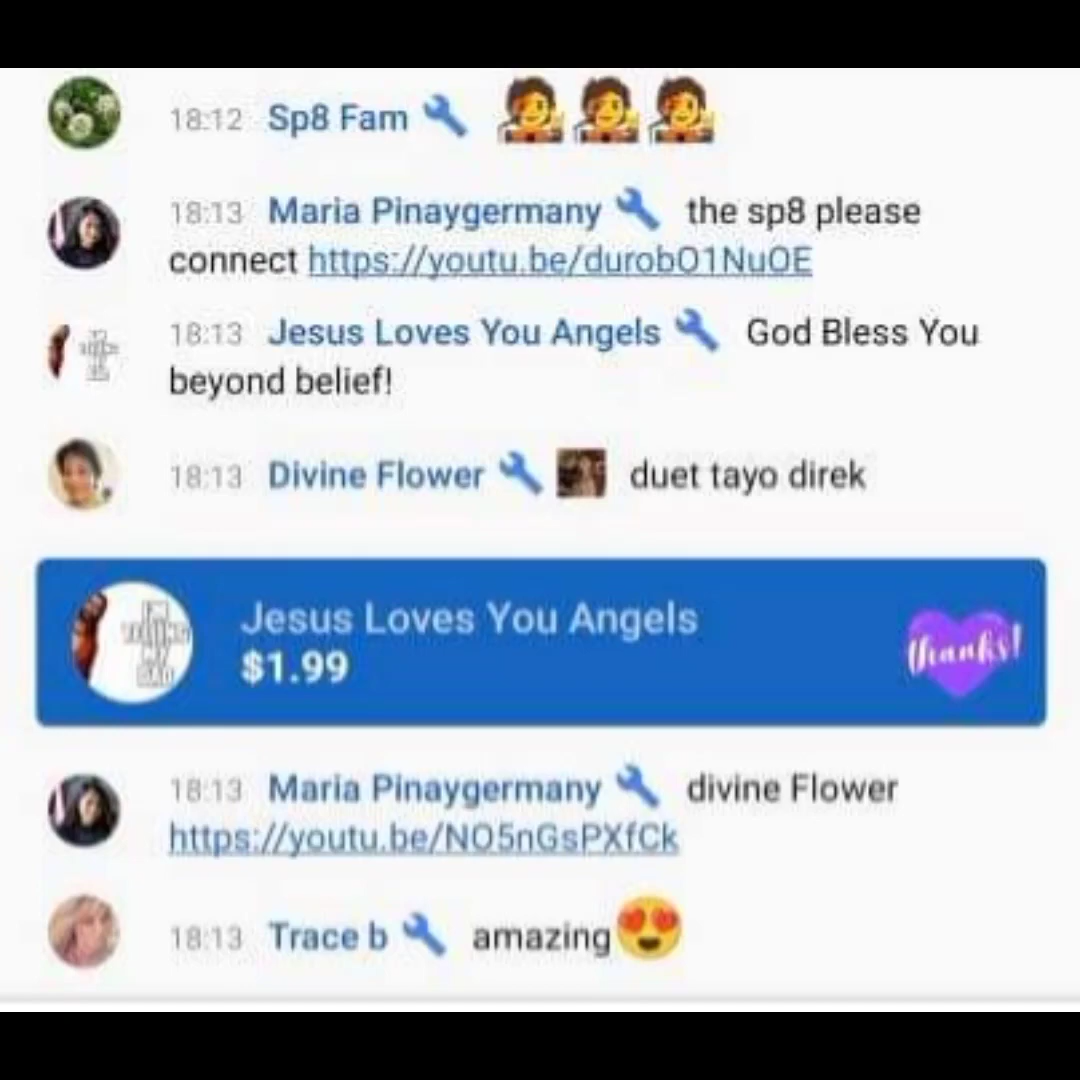 18:12 Sp8 Fam
18:13 Maria Pinaygermany the sp8 please
connect https://youtu.be/durobO1NuOE
18:13 Jesus Loves You Angels God Bless You
beyond belief!
18:13 Divine Flower duet tayo direk
Jesus Loves You Angels
$1.99
thanks!
18:13 Maria Pinaygermany divine Flower
https://youtu.be/NO5nGsPXfCk
18:13 Trace b amazing